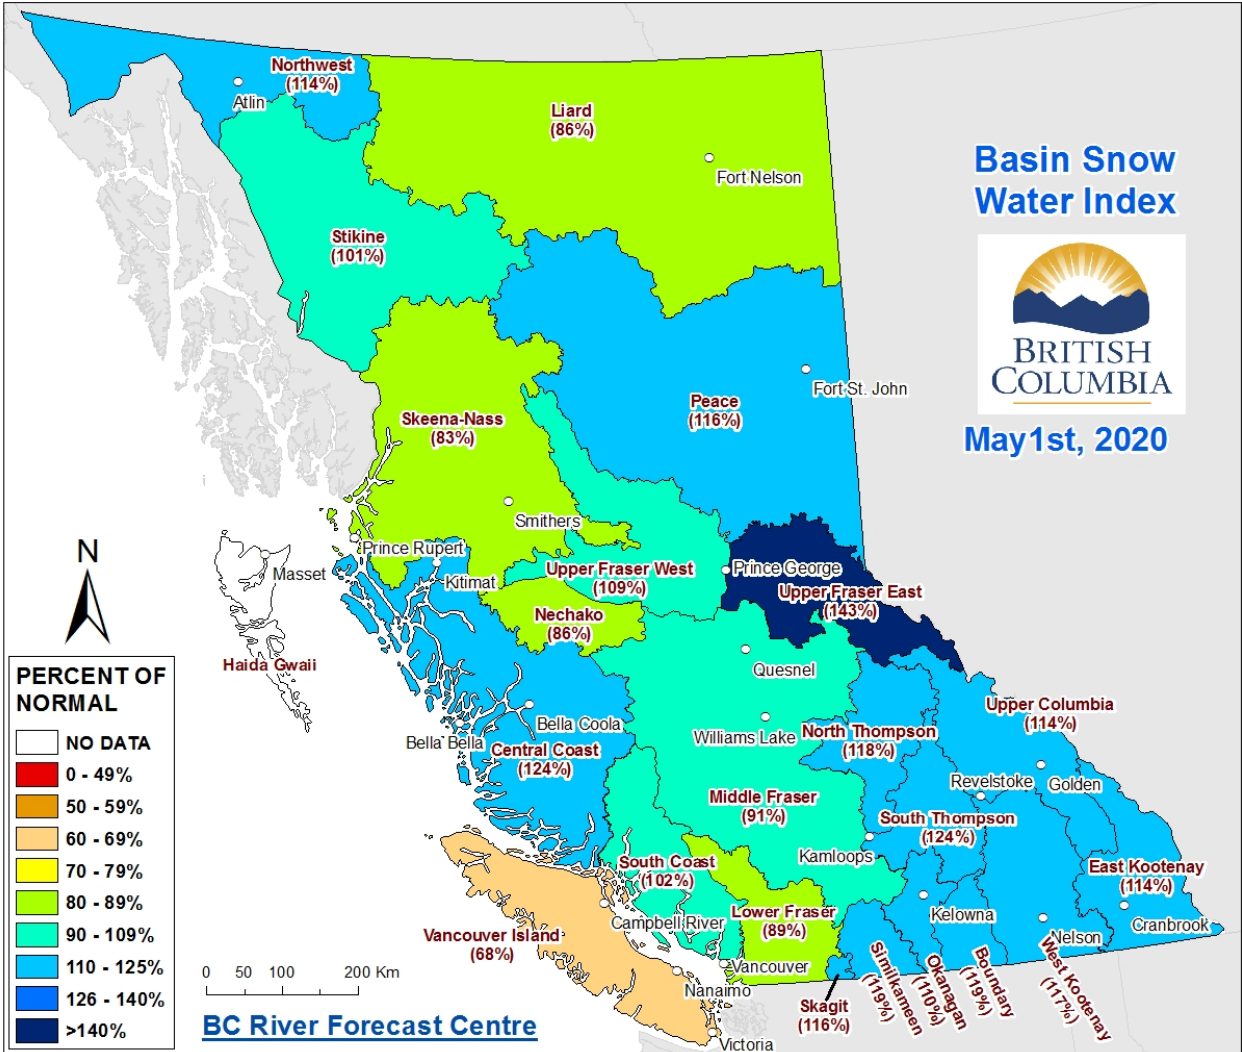 Northwest
(114%)
Atlin
Liard
(86%)
Fort Nelson
Basin Snow
Water Index
BRITISH
COLUMBIA
May1st, 2020
Stikine
(101%)
Fort St. John
Peace
(116%)
Skeena-Nass
(83%)
Smithers
Prince Rupert
Kitimat
Masset
Haida Gwaii
Prince George
Upper Fraser West
(109%)
Upper Fraser East
(143%)
Nechako
(86%)
Quesnel
Bella Coola
Bella Bella
Central Coast
(124%)
Williams Lake
North Thompson
(118%)
Upper Columbia
(114%)
Revelstoke
Golden
Middle Fraser
(91%)
South Thompson
(124%)
Kamloops
South Coast
(102%)
East Kootenay
(114%)
Cranbrook
Campbell River
Lower Fraser
(89%)
Kelowna
Nelson
Vancouver Island
(68%)
Vancouver
Nanaimo
Victoria
Skagit
(116%)
Similkameen
(119%)
Okanagan
(110%)
Boundary
(119%)
West Kootenay
(117%)
N
PERCENT OF
NORMAL
NO DATA
0 - 49%
50 - 59%
60 - 69%
70 - 79%
80 - 89%
90 - 109%
110 - 125%
126 - 140%
>140%
0 50 100 200 Km
BC River Forecast Centre